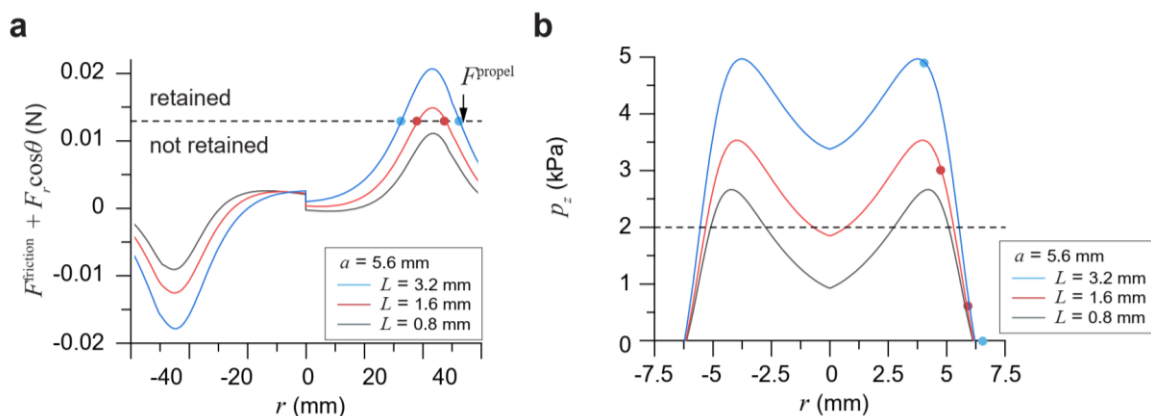 a
F^friction + F_r cosθ (N)
0.02
0.01
0
-0.01
-0.02
retained
not retained
F^propel
a = 5.6 mm
L = 3.2 mm
L = 1.6 mm
L = 0.8 mm
-40 -20 0 20 40
r (mm)
b
p_z (kPa)
5
4
3
2
1
0
a = 5.6 mm
L = 3.2 mm
L = 1.6 mm
L = 0.8 mm
-7.5 -5 -2.5 0 2.5 5 7.5
r (mm)